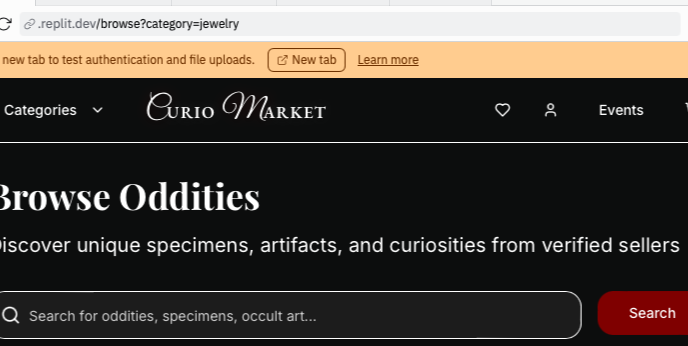 .replit.dev/browse?category=jewelry
new tab to test authentication and file uploads. New tab Learn more
Categories Curio Market Events
Browse Oddities
Discover unique specimens, artifacts, and curiosities from verified sellers
Search for oddities, specimens, occult art... Search